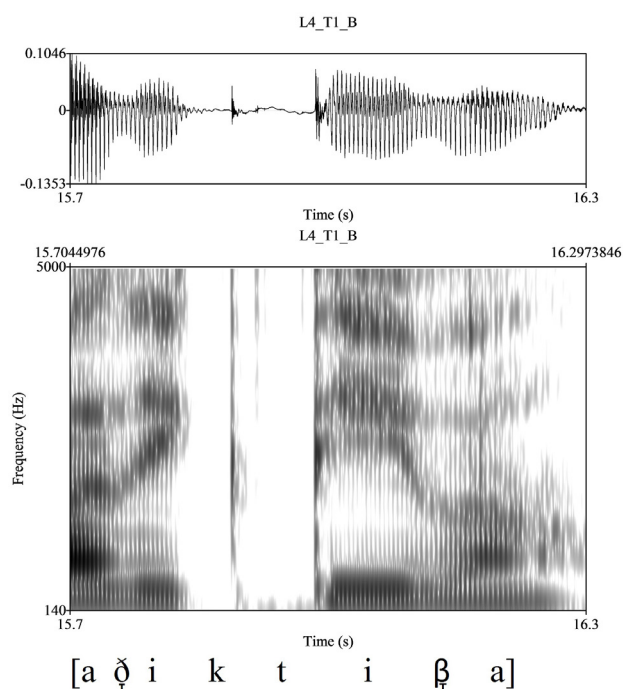 L4_T1_B
0.1046
0
-0.1353
15.7 16.3
Time (s)
L4_T1_B
15.7044976 16.2973846
5000
Frequency (Hz)
140
15.7 16.3
Time (s)
[a ð̞ i k t i β̞ a]